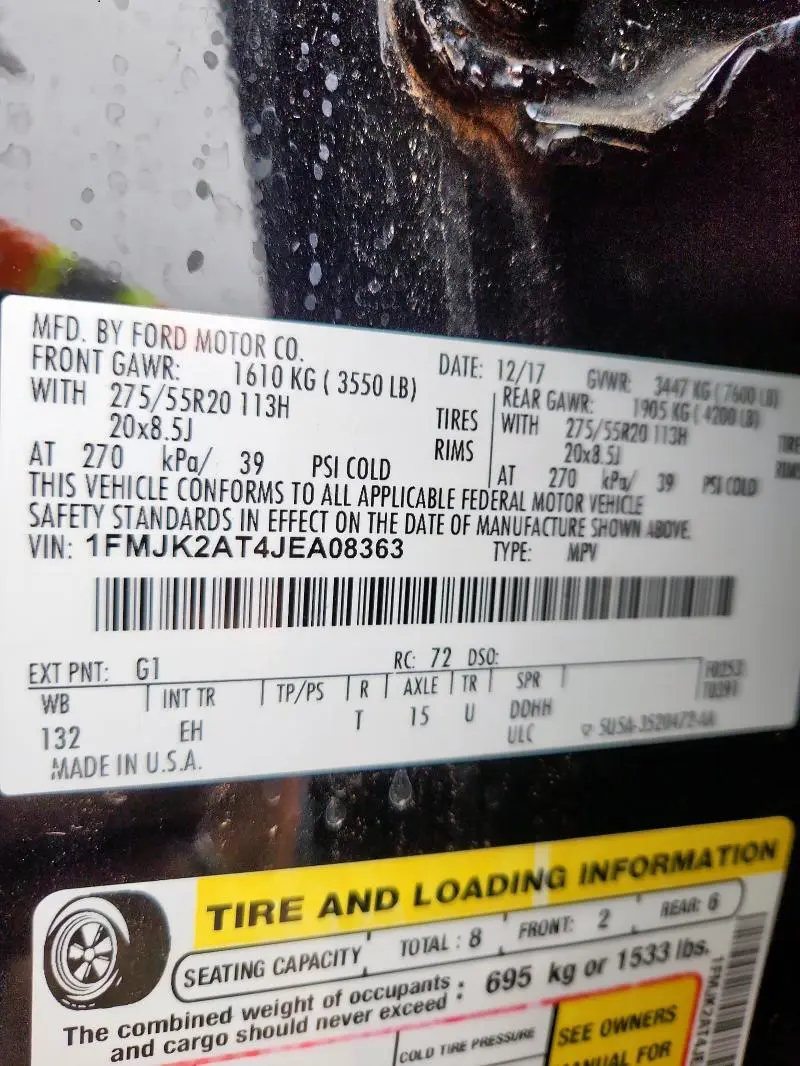 MFD. BY FORD MOTOR CO.
DATE: 12/17
GVWR: 3447 KG ( 7600 LB)
FRONT GAWR: 1610 KG ( 3550 LB)
REAR GAWR: 1905 KG ( 4200 LB)
WITH 275/55R20 113H TIRES
WITH 275/55R20 113H
20x8.5J RIMS
20x8.5J
AT 270 kPa/ 39 PSI COLD
AT 270 kPa/ 39 PSI COLD
THIS VEHICLE CONFORMS TO ALL APPLICABLE FEDERAL MOTOR VEHICLE
SAFETY STANDARDS IN EFFECT ON THE DATE OF MANUFACTURE SHOWN ABOVE.
VIN: 1FMJK2AT4JEA08363 TYPE: MPV
EXT PNT: G1 RC: 72 DSO:
WB INT TR TP/PS R AXLE TR SPR
132 EH T 15 U DDHH
ULC
MADE IN U.S.A.
TIRE AND LOADING INFORMATION
SEATING CAPACITY TOTAL : 8 FRONT: 2 REAR: 6
The combined weight of occupants : 695 kg or 1533 lbs.
and cargo should never exceed
COLD TIRE PRESSURE
SEE OWNERS
MANUAL FOR